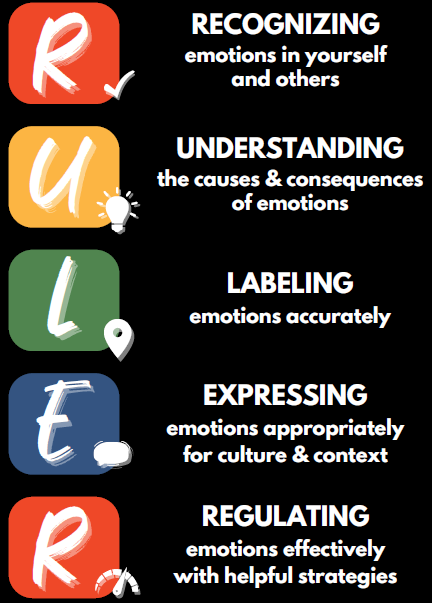 R
RECOGNIZING
emotions in yourself
and others
U
UNDERSTANDING
the causes & consequences
of emotions
L
LABELING
emotions accurately
E
EXPRESSING
emotions appropriately
for culture & context
R
REGULATING
emotions effectively
with helpful strategies